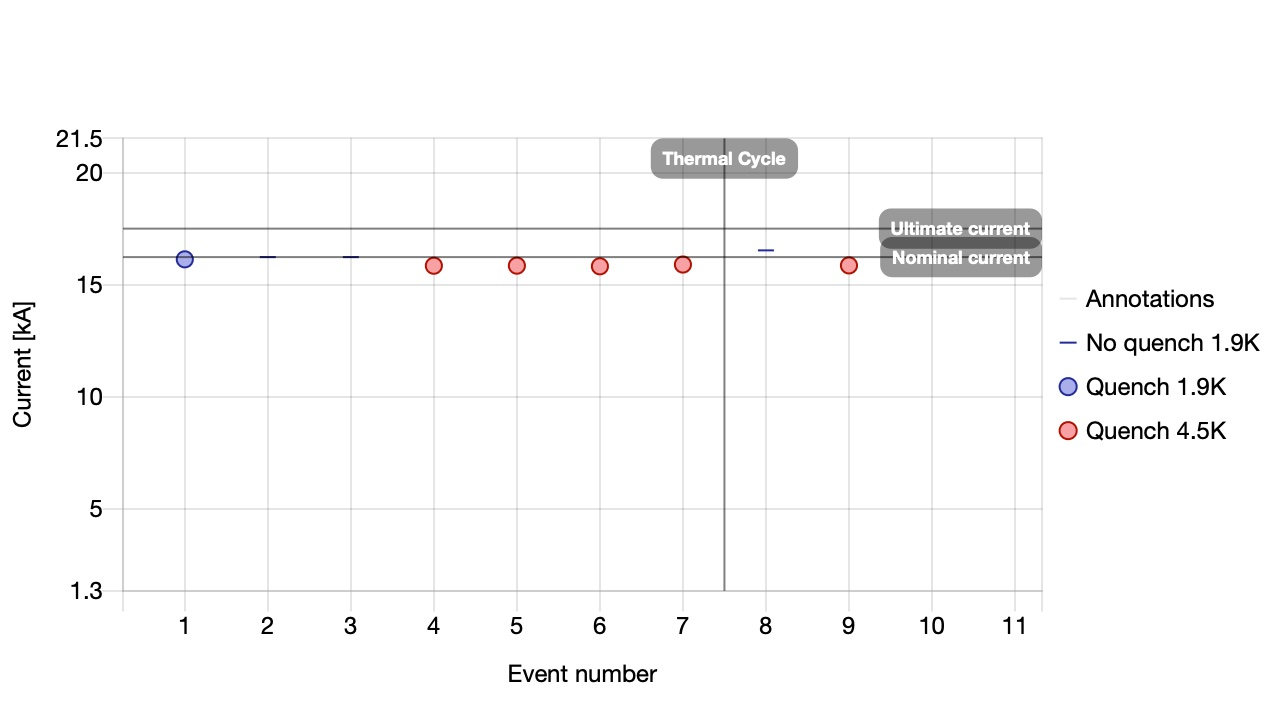 21.5
20
15
10
5
1.3
Current [kA]
Thermal Cycle
Ultimate current
Nominal current
Annotations
No quench 1.9K
Quench 1.9K
Quench 4.5K
1 2 3 4 5 6 7 8 9 10 11
Event number